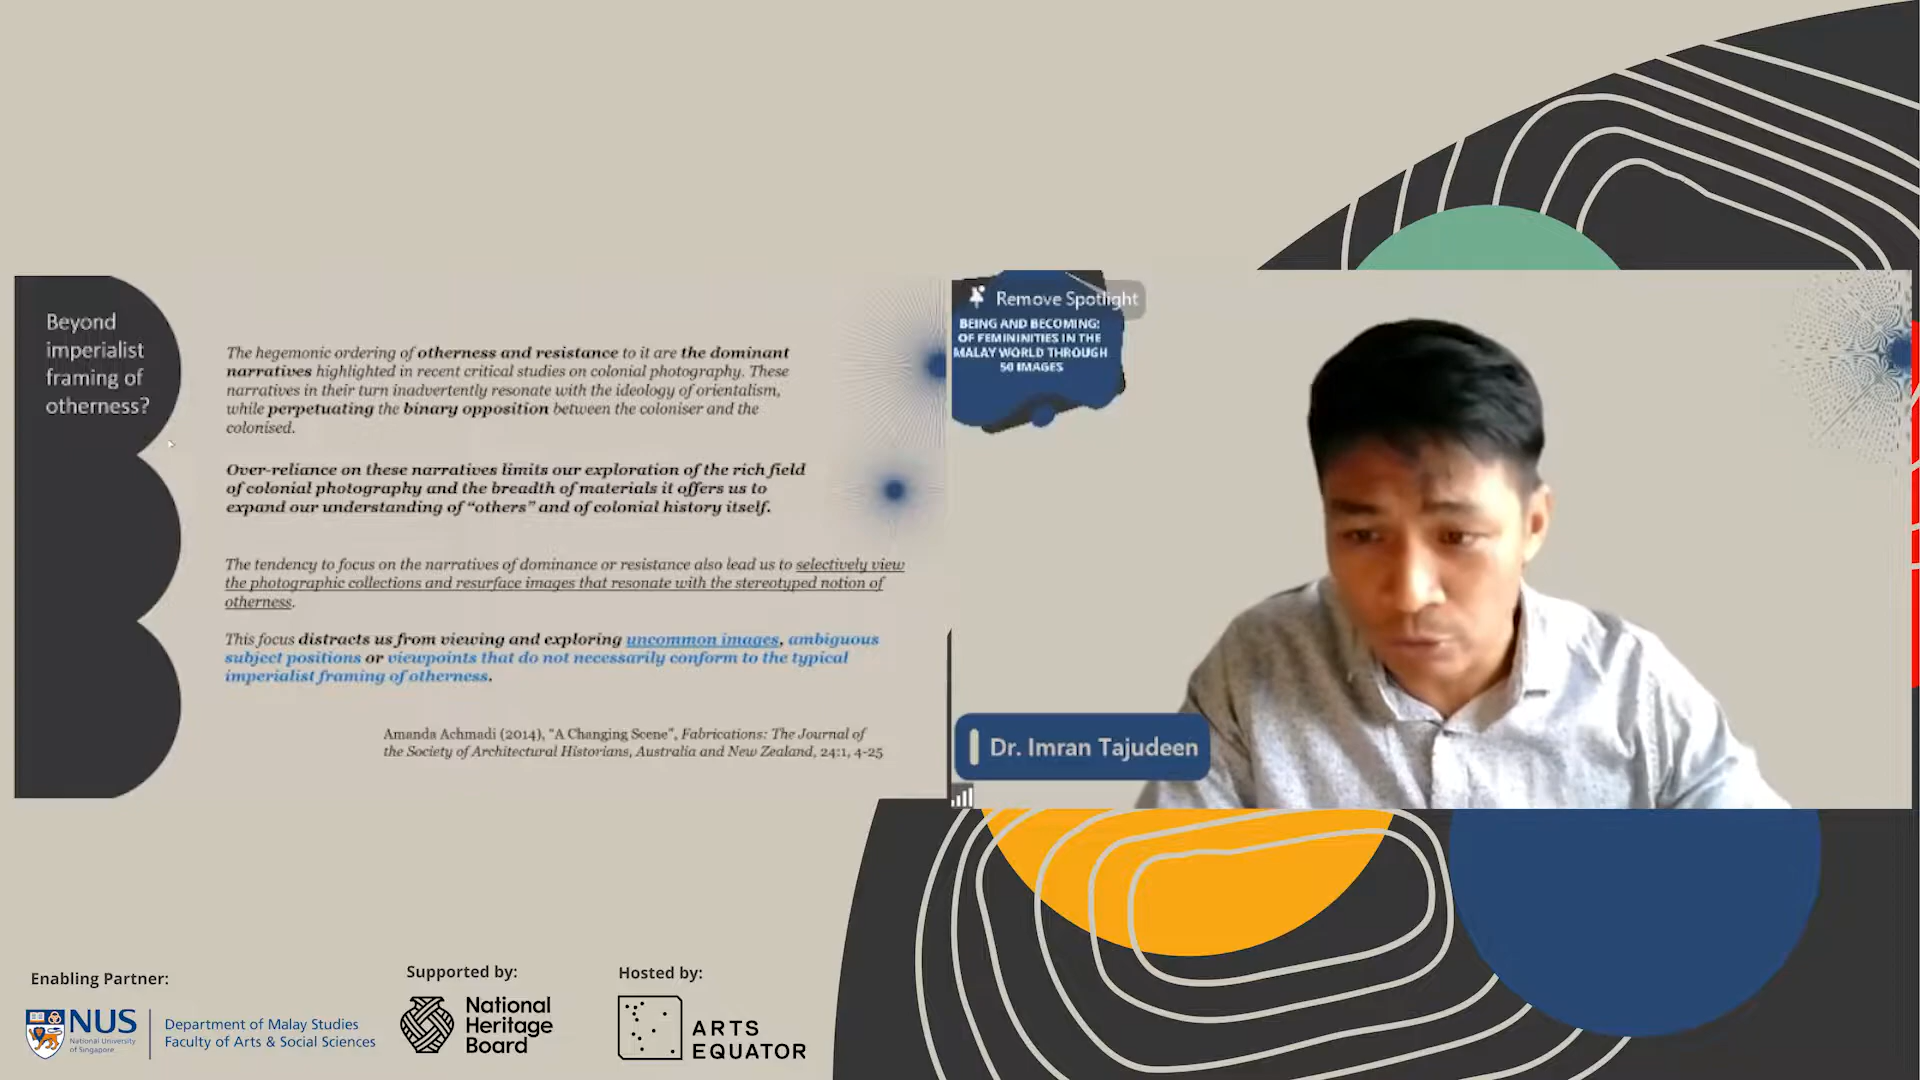 Beyond
imperialist
framing of
otherness?
The hegemonic ordering of otherness and resistance to it are the dominant
narratives highlighted in recent critical studies on colonial photography. These
narratives in their turn inadvertently resonate with the ideology of orientalism,
while perpetuating the binary opposition between the coloniser and the
colonised.
Over-reliance on these narratives limits our exploration of the rich field
of colonial photography and the breadth of materials it offers us to
expand our understanding of “others” and of colonial history itself.
The tendency to focus on the narratives of dominance or resistance also lead us to selectively view
the photographic collections and resurface images that resonate with the stereotyped notion of
otherness.
This focus distracts us from viewing and exploring uncommon images, ambiguous
subject positions or viewpoints that do not necessarily conform to the typical
imperialist framing of otherness.
Amanda Achmadi (2014), "A Changing Scene", Fabrications: The Journal of
the Society of Architectural Historians, Australia and New Zealand, 24:1, 4-25
Remove Spotlight
BEING AND BECOMING:
OF FEMININITIES IN THE
MALAY WORLD THROUGH
50 IMAGES
Dr. Imran Tajudeen
Enabling Partner:
NUS
National University
of Singapore
Department of Malay Studies
Faculty of Arts & Social Sciences
Supported by:
National
Heritage
Board
Hosted by:
ARTS
EQUATOR